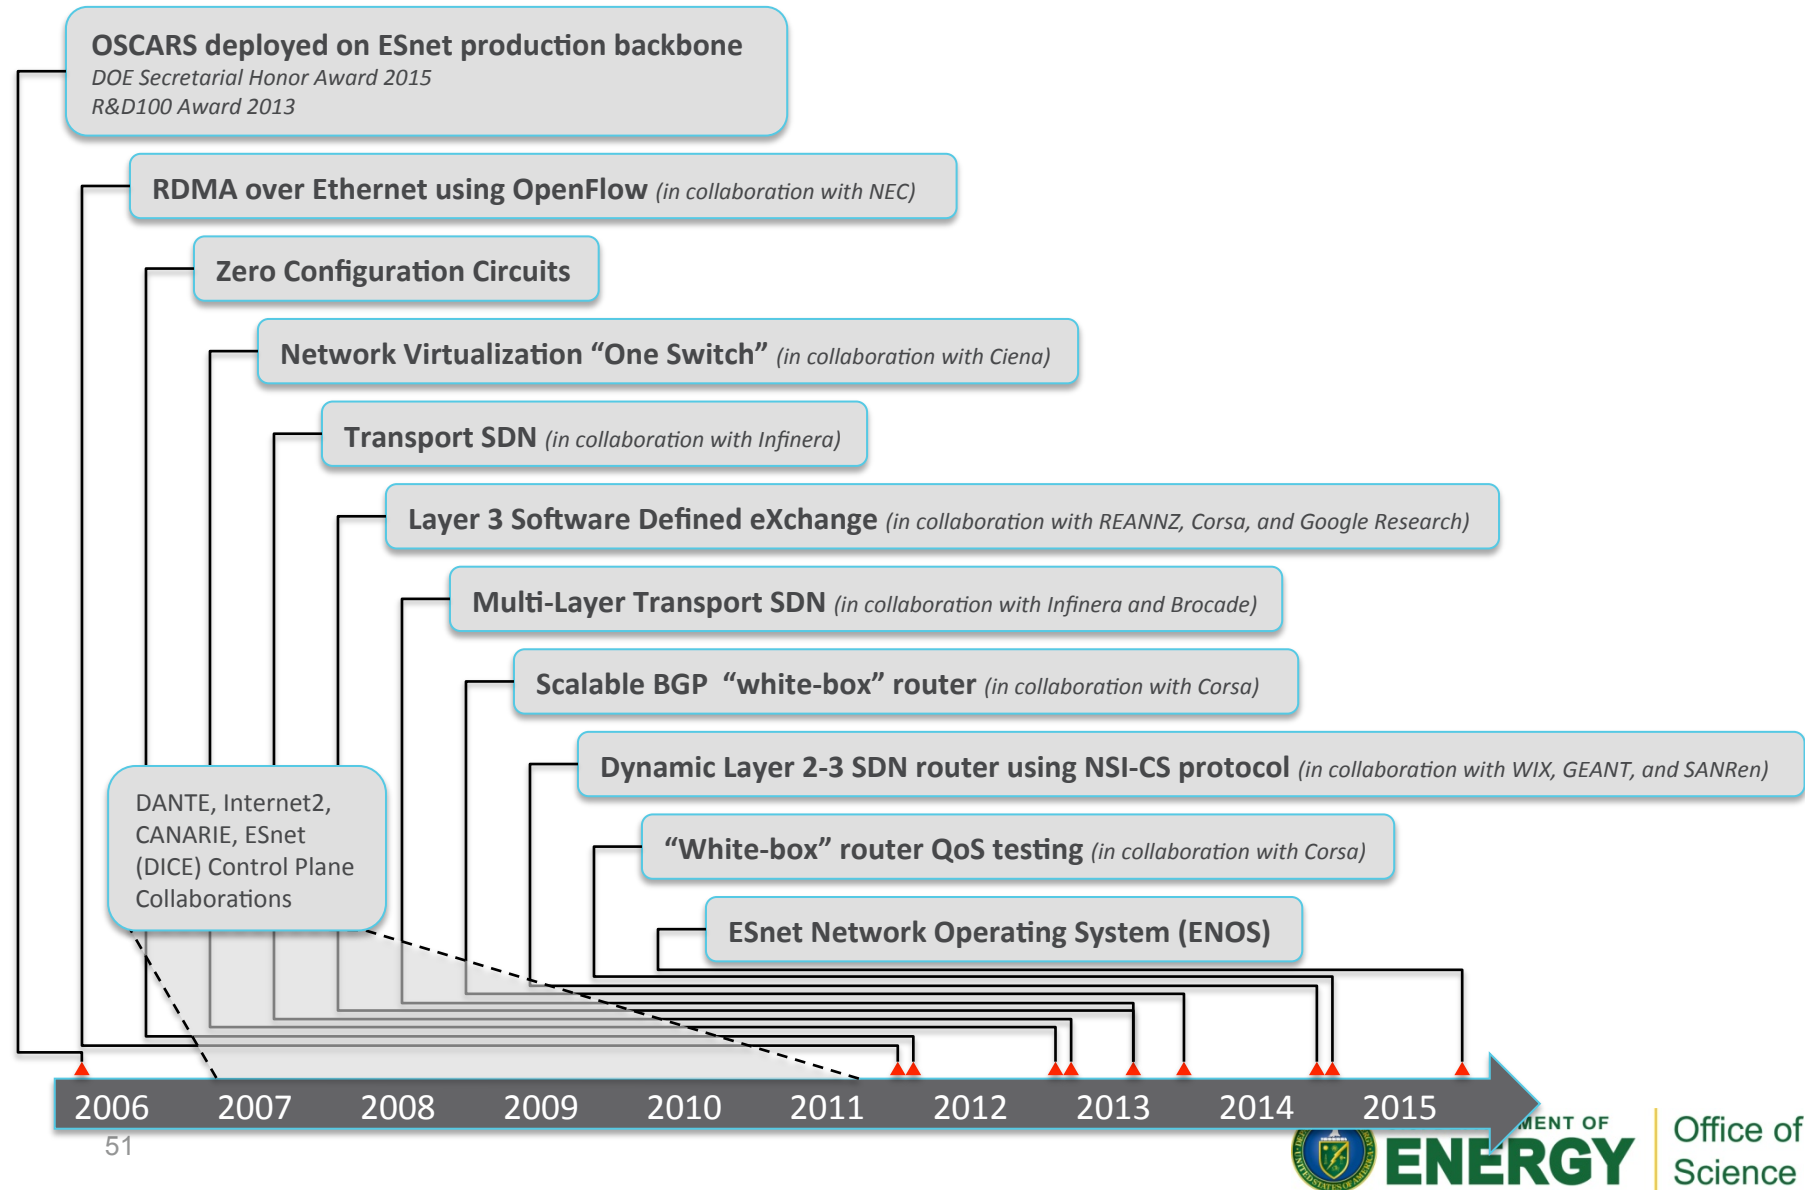 OSCARS deployed on ESnet production backbone
DOE Secretarial Honor Award 2015
R&D100 Award 2013
RDMA over Ethernet using OpenFlow (in collaboration with NEC)
Zero Configuration Circuits
Network Virtualization “One Switch” (in collaboration with Ciena)
Transport SDN (in collaboration with Infinera)
Layer 3 Software Defined eXchange (in collaboration with REANNZ, Corsa, and Google Research)
Multi-Layer Transport SDN (in collaboration with Infinera and Brocade)
Scalable BGP “white-box” router (in collaboration with Corsa)
Dynamic Layer 2-3 SDN router using NSI-CS protocol (in collaboration with WIX, GEANT, and SANRen)
DANTE, Internet2,
CANARIE, ESnet
(DICE) Control Plane
Collaborations
“White-box” router QoS testing (in collaboration with Corsa)
ESnet Network Operating System (ENOS)
2006 2007 2008 2009 2010 2011 2012 2013 2014 2015
51
MENT OF
ENERGY
Office of
Science